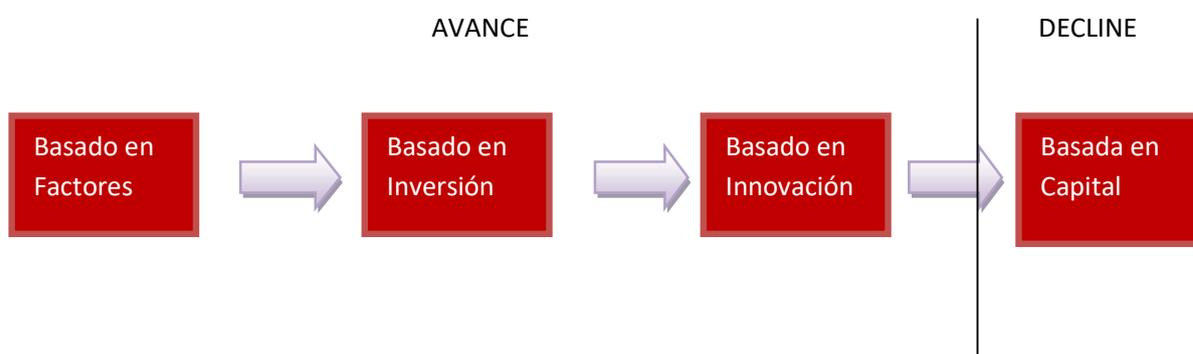 AVANCE
DECLINE
Basado en
Factores
Basado en
Inversión
Basado en
Innovación
Basada en
Capital